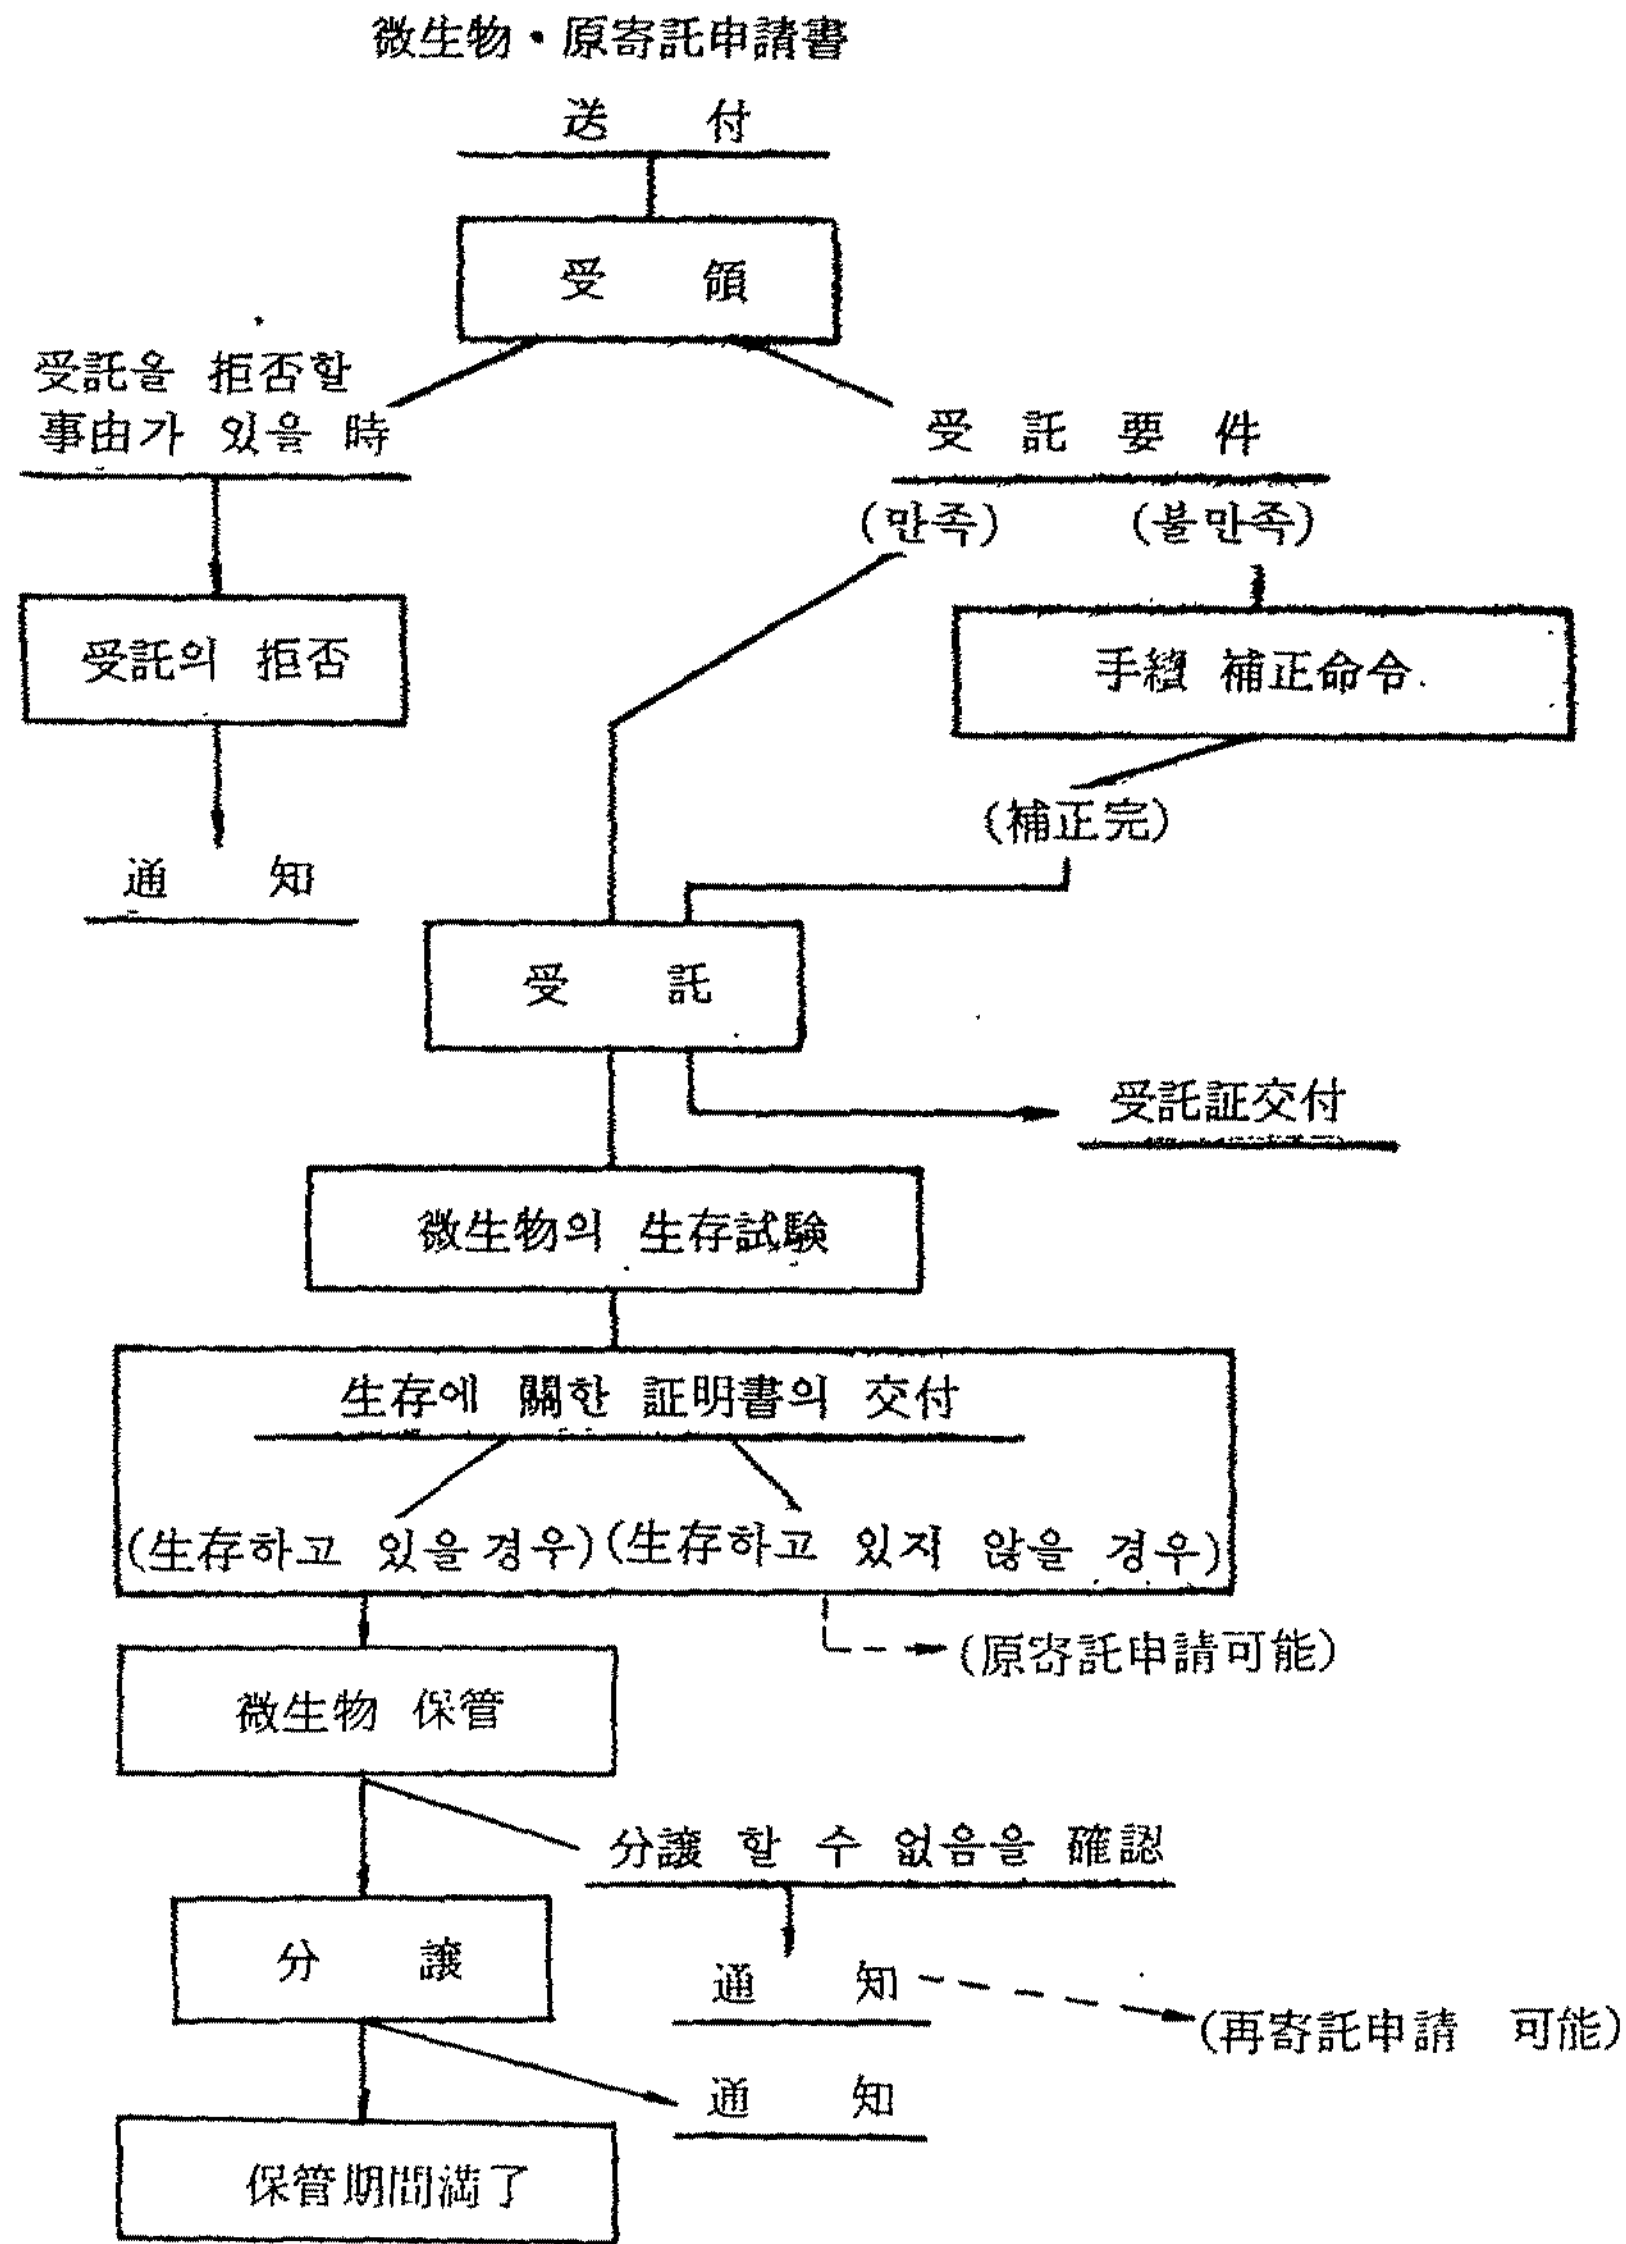 微生物・原寄託申請書
送 付
受 領
受託을 拒否할
事由가 있을 時
受 託 要 件
(만족) (불만족)
受託의 拒否
手續 補正命令
(補正完)
通 知
受 託
受託証交付
微生物의 生存試験
生存에 關한 証明書의 交付
(生存하고 있을 경우) (生存하고 있지 않을 경우)
(原寄託申請可能)
微生物 保管
分譲 할 수 없음을 確認
分 譲
通 知
(再寄託申請 可能)
通 知
保管期間満了